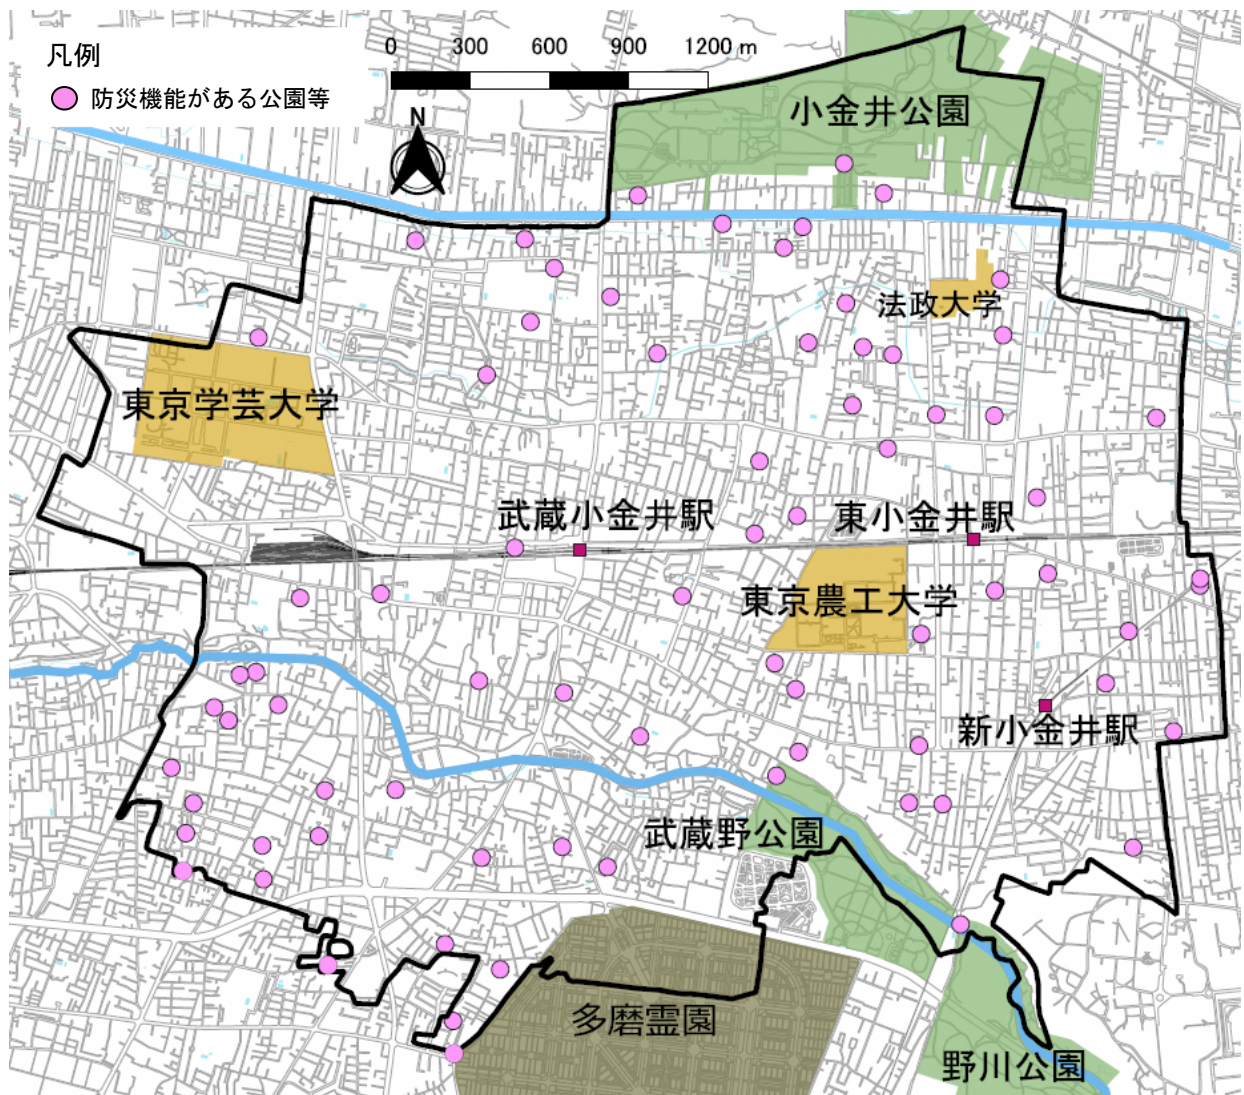 凡例
防災機能がある公園等
0 300 600 900 1200 m
N
小金井公園
法政大学
東京学芸大学
武蔵小金井駅
東小金井駅
東京農工大学
新小金井駅
武蔵野公園
多磨霊園
野川公園